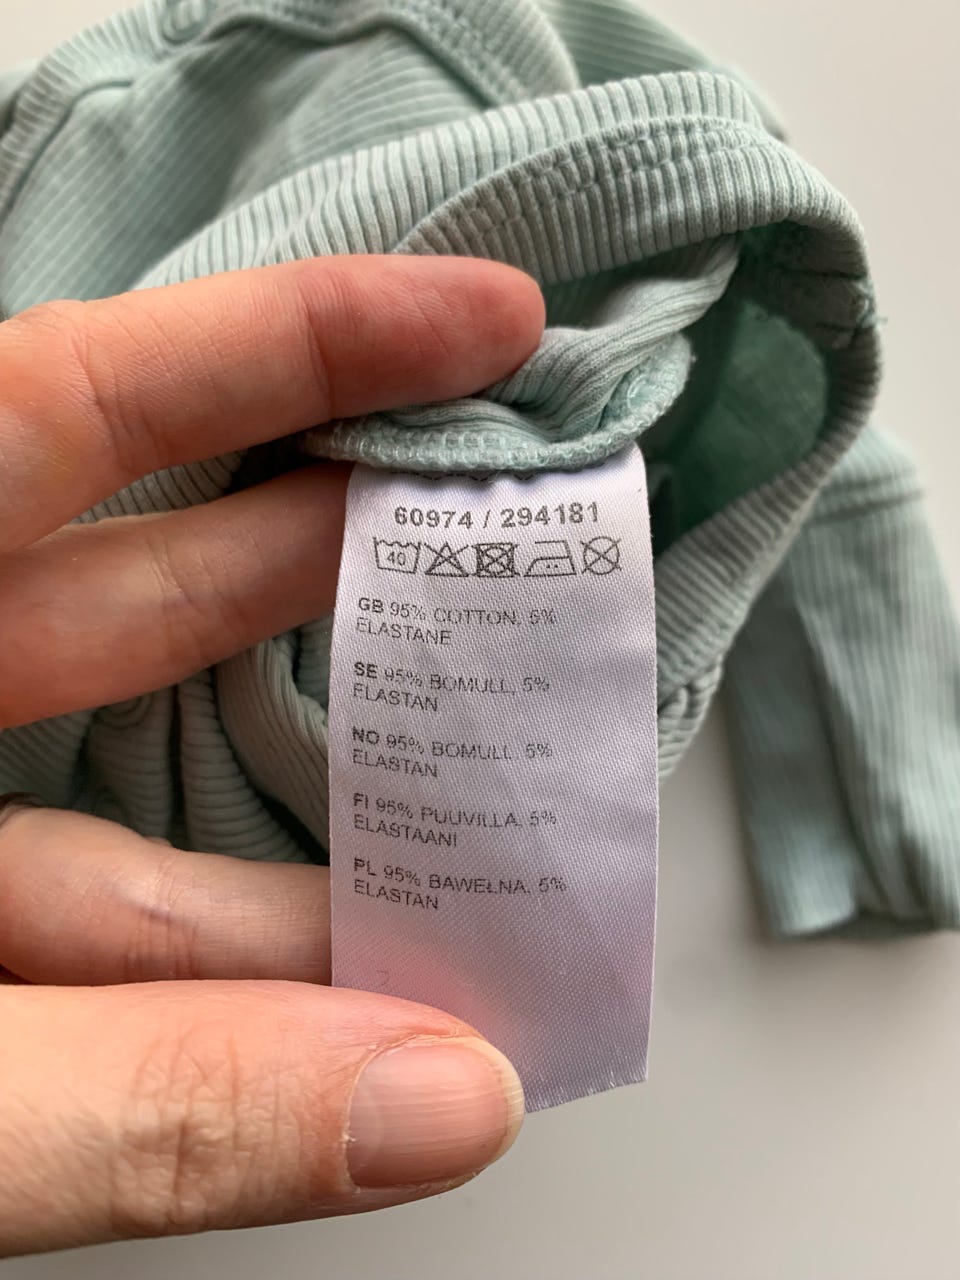 60974 / 294181
40
GB 95% COTTON, 5%
ELASTANE
SE 95% BOMULL, 5%
ELASTAN
NO 95% BOMULL, 5%
ELASTAN
FI 95% PUUVILLA, 5%
ELASTAANI
PL 95% BAWEŁNA, 5%
ELASTAN
2